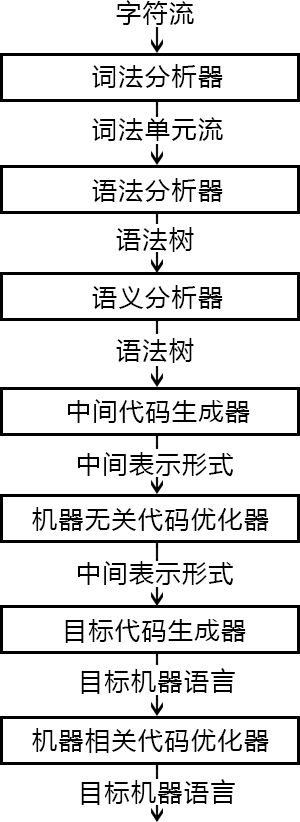 字符流
词法分析器
词法单元流
语法分析器
语法树
语义分析器
语法树
中间代码生成器
中间表示形式
机器无关代码优化器
中间表示形式
目标代码生成器
目标机器语言
机器相关代码优化器
目标机器语言